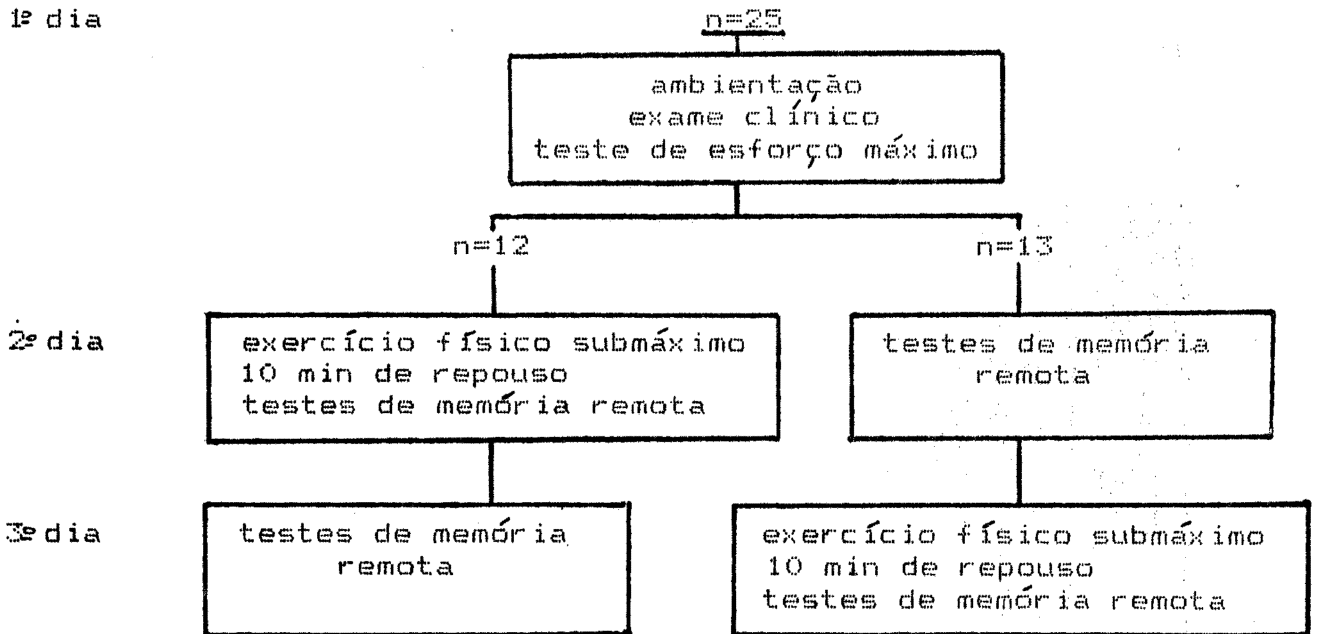 1º dia
n=25
ambientação
exame clínico
teste de esforço máximo
n=12
n=13
2º dia
exercício físico submáximo
10 min de repouso
testes de memória remota
testes de memória
remota
3º dia
testes de memória
remota
exercício físico submáximo
10 min de repouso
testes de memória remota